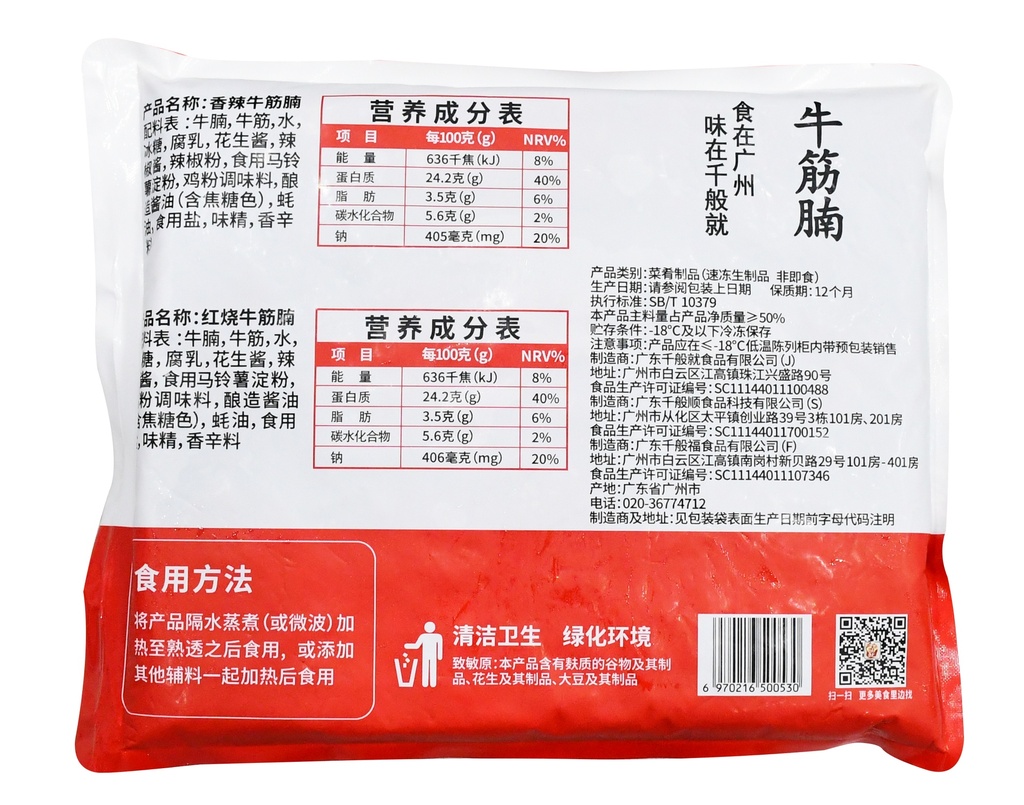 产品名称:香辣牛筋腩
配料表:牛腩,牛筋,水,
冰糖,腐乳,花生酱,辣
椒酱,辣椒粉,食用马铃
薯淀粉,鸡粉调味料,酿
造酱油(含焦糖色),蚝
油,食用盐,味精,香辛
料
营养成分表
项 目 每100克(g) NRV%
能 量 636千焦(kJ) 8%
蛋白质 24.2克(g) 40%
脂 肪 3.5克(g) 6%
碳水化合物 5.6克(g) 2%
钠 405毫克(mg) 20%
品名称:红烧牛筋腩
料表:牛腩,牛筋,水,
糖,腐乳,花生酱,辣
酱,食用马铃薯淀粉,
粉调味料,酿造酱油
含焦糖色),蚝油,食用
,味精,香辛料
营养成分表
项 目 每100克(g) NRV%
能 量 636千焦(kJ) 8%
蛋白质 24.2克(g) 40%
脂 肪 3.5克(g) 6%
碳水化合物 5.6克(g) 2%
钠 406毫克(mg) 20%
牛筋腩
食在广州
味在千般就
产品类别:菜肴制品(速冻生制品 非即食)
生产日期:请参阅包装上日期 保质期:12个月
执行标准:SB/T 10379
本产品主料量占产品净质量≥50%
贮存条件:-18℃及以下冷冻保存
注意事项:产品应在≤-18℃低温陈列柜内带预包装销售
制造商:广东千般就食品有限公司(J)
地址:广州市白云区江高镇珠江兴盛路90号
食品生产许可证编号:SC11144011100488
制造商:广东千般顺食品科技有限公司(S)
地址:广州市从化区太平镇创业路39号3栋101房、201房
食品生产许可证编号:SC11144011700152
制造商:广东千般福食品有限公司(F)
地址:广州市白云区江高镇南岗村新贝路29号101房-401房
食品生产许可证编号:SC11144011107346
产地:广东省广州市
电话:020-36774712
制造商及地址:见包装袋表面生产日期前字母代码注明
食用方法
将产品隔水蒸煮(或微波)加
热至熟透之后食用,或添加
其他辅料一起加热后食用
清洁卫生 绿化环境
致敏原:本产品含有麸质的谷物及其制
品、花生及其制品、大豆及其制品
6 970216 500530
扫一扫 更多美食里边找